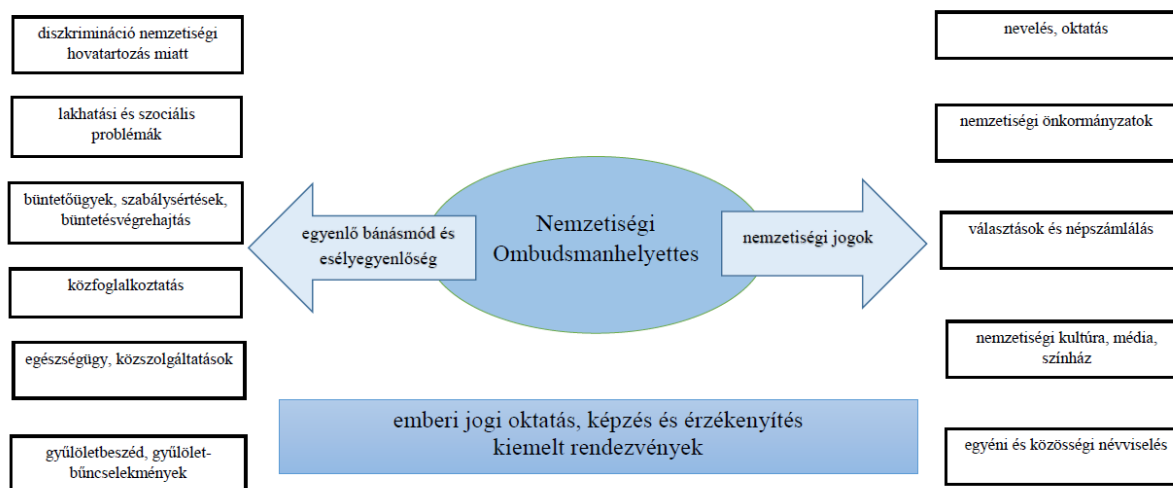 diszkrimináció nemzetiségi
hovatartozás miatt
lakhatási és szociális
problémák
büntetőügyek, szabálysértések,
büntetésvégrehajtás
közfoglalkoztatás
egészségügy, közszolgáltatások
gyűlöletbeszéd, gyűlölet-
bűncselekmények
egyenlő bánásmód és
esélyegyenlőség
Nemzetiségi
Ombudsmanhelyettes
nemzetiségi jogok
emberi jogi oktatás, képzés és érzékenyítés
kiemelt rendezvények
nevelés, oktatás
nemzetiségi önkormányzatok
választások és népszámlálás
nemzetiségi kultúra, média,
színház
egyéni és közösségi névviselés